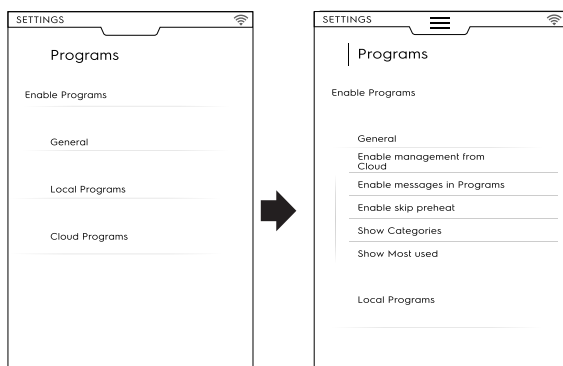 SETTINGS
Programs
Enable Programs
General
Local Programs
Cloud Programs
SETTINGS
Programs
Enable Programs
General
Enable management from
Cloud
Enable messages in Programs
Enable skip preheat
Show Categories
Show Most used
Local Programs